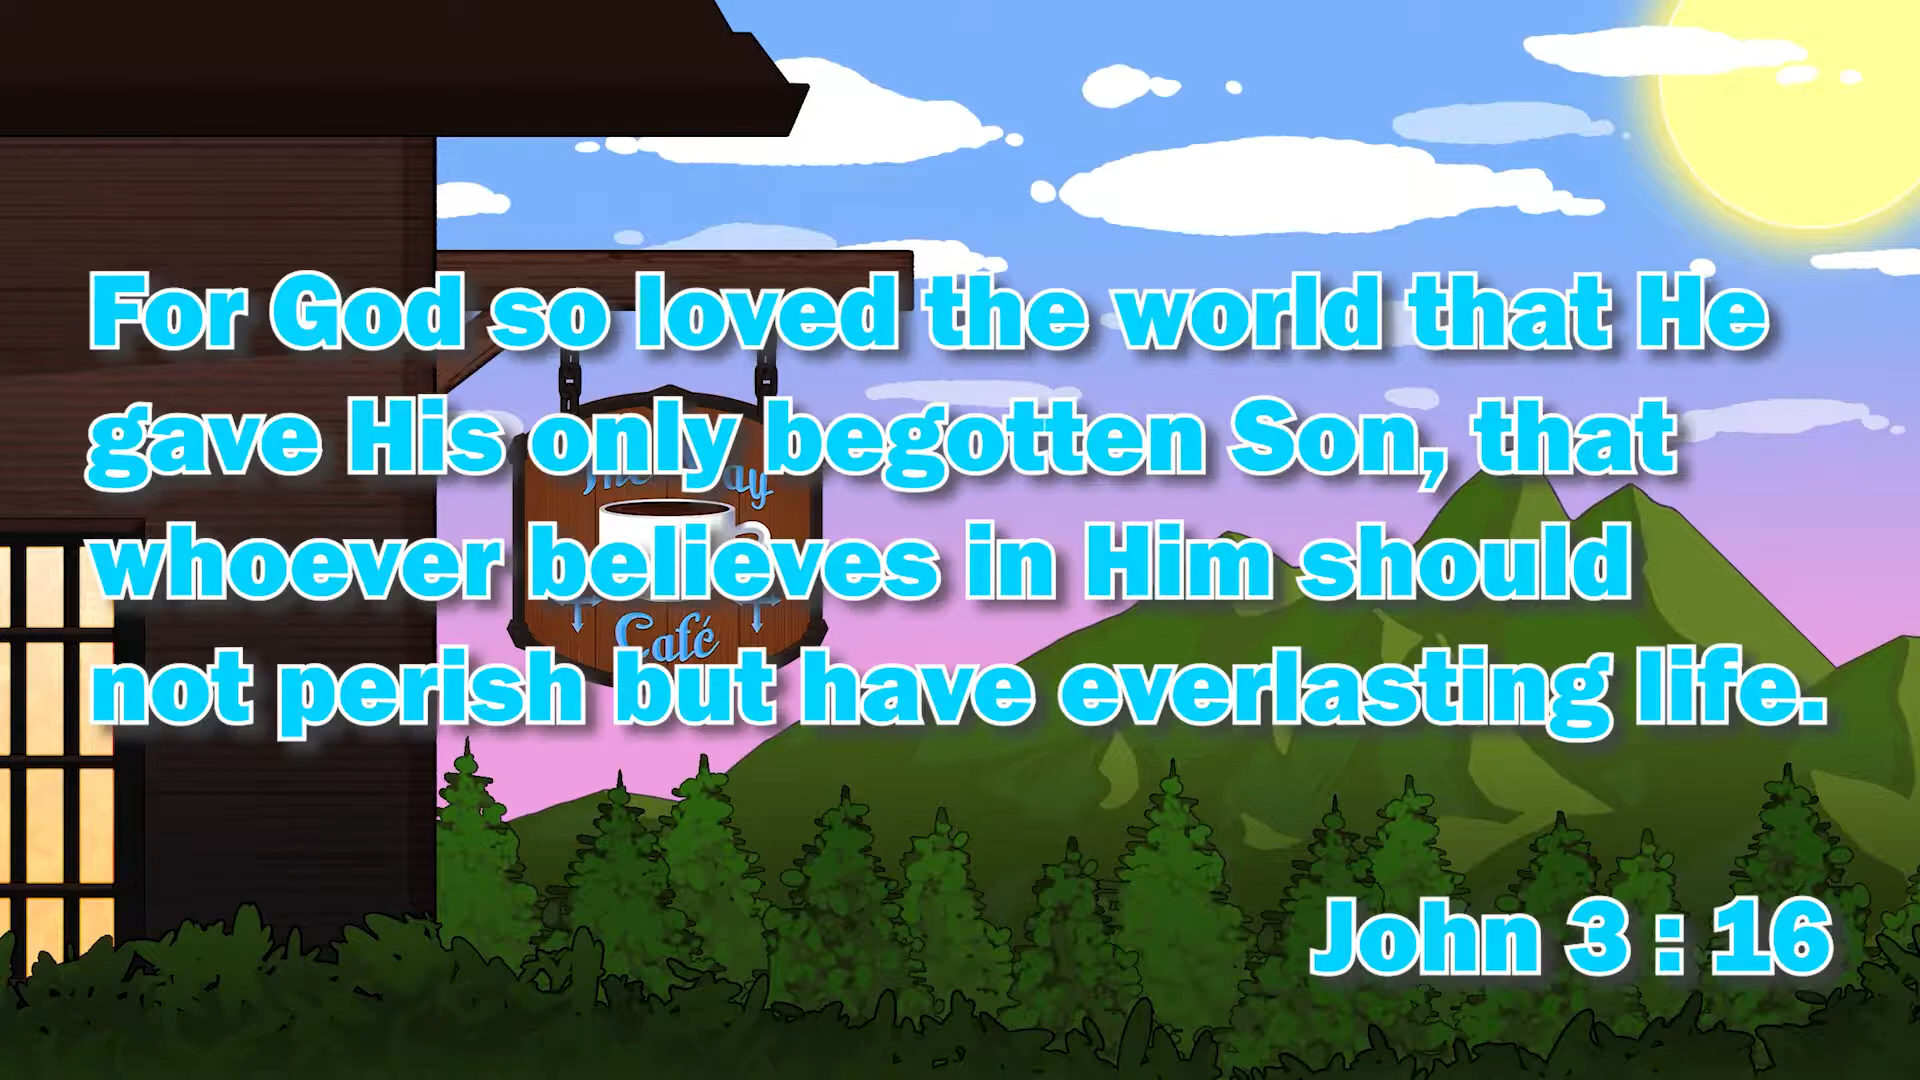 For God so loved the world that He
gave His only begotten Son, that
whoever believes in Him should
not perish but have everlasting life.
John 3 : 16
Café